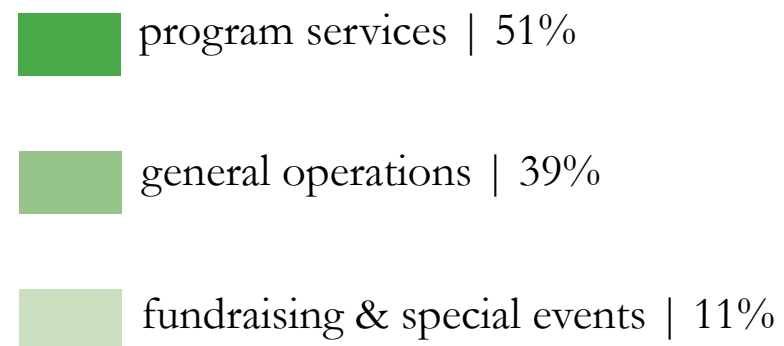 program services | 51%
general operations | 39%
fundraising & special events | 11%